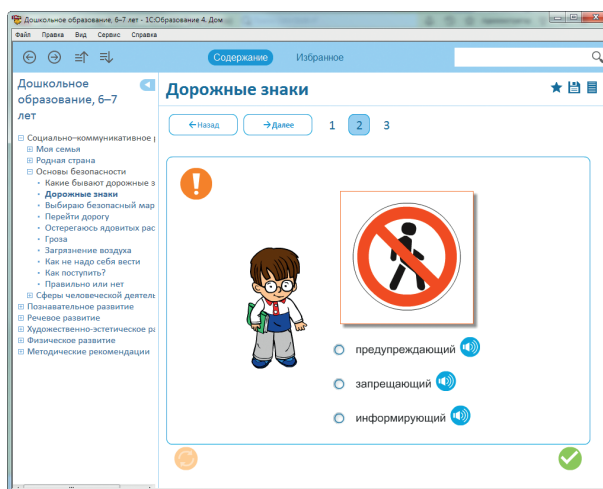 Дошкольное образование, 6–7 лет - 1С:Образование 4. Дом
Файл Правка Вид Сервис Справка
Содержание Избранное
Дошкольное
образование, 6–7
лет
Социально–коммуникативное р
Моя семья
Родная страна
Основы безопасности
Какие бывают дорожные з
Дорожные знаки
Выбираю безопасный мар
Перейти дорогу
Остерегаюсь ядовитых рас
Гроза
Загрязнение воздуха
Как не надо себя вести
Как поступить?
Правильно или нет
Сферы человеческой деятель
Познавательное развитие
Речевое развитие
Художественно-эстетическое ра
Физическое развитие
Методические рекомендации
Дорожные знаки
←Назад →Далее 1 2 3
предупреждающий
запрещающий
информирующий